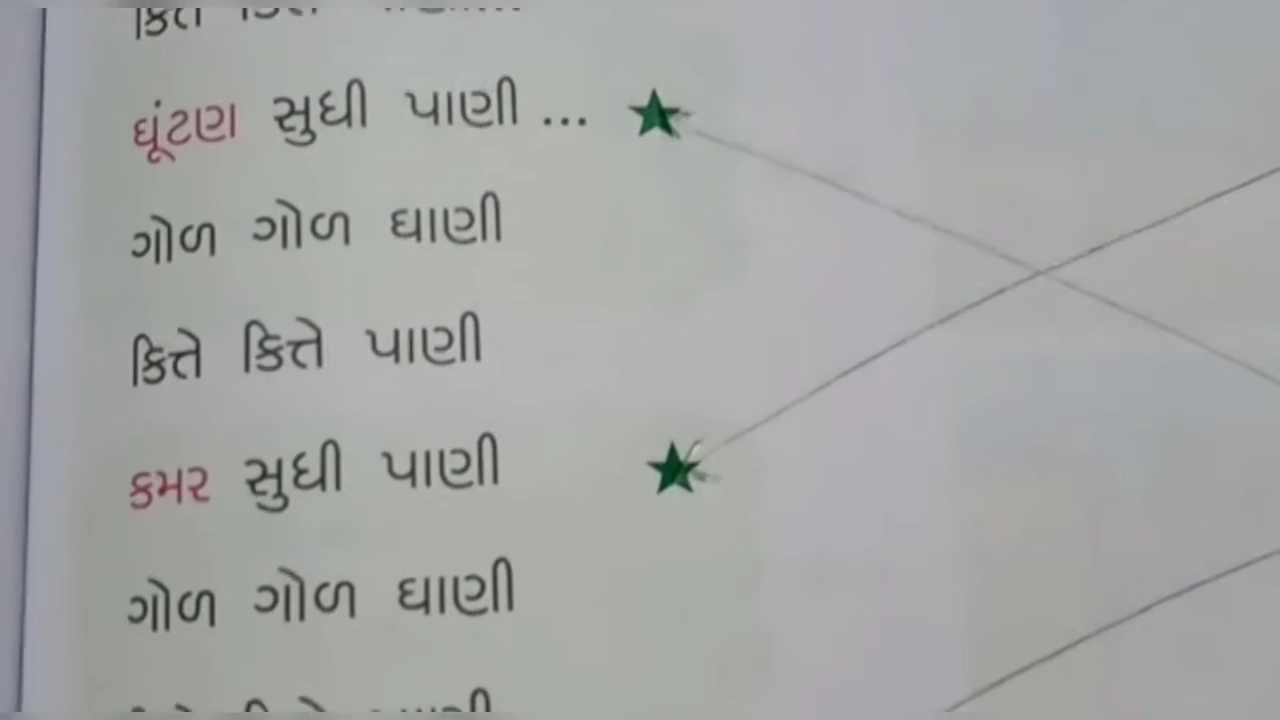 ઘૂંટણ સુધી પાણી ...
ગોળ ગોળ ઘાણી
કિત્તે કિત્તે પાણી
કમર સુધી પાણી
ગોળ ગોળ ઘાણી